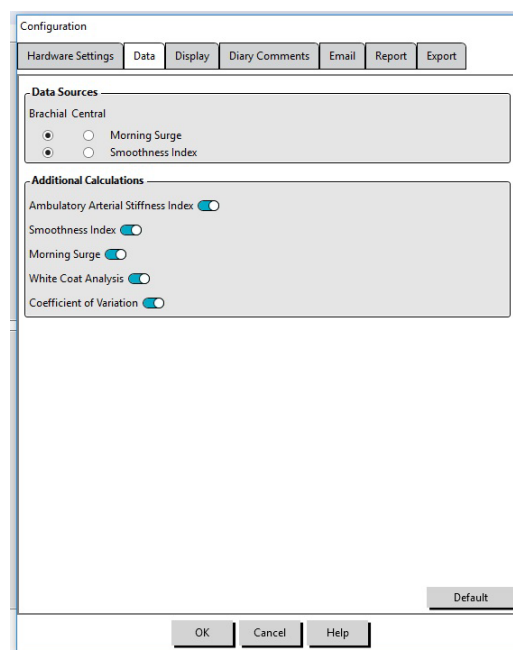 Configuration
Hardware Settings Data Display Diary Comments Email Report Export
Data Sources
Brachial Central
Morning Surge
Smoothness Index
Additional Calculations
Ambulatory Arterial Stiffness Index
Smoothness Index
Morning Surge
White Coat Analysis
Coefficient of Variation
Default
OK Cancel Help